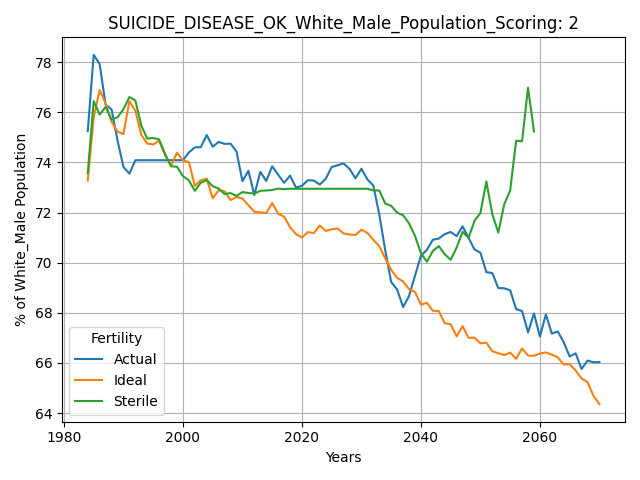 SUICIDE_DISEASE_OK_White_Male_Population_Scoring: 2
% of White_Male Population
78
76
74
72
70
68
66
64
Fertility
Actual
Ideal
Sterile
1980 2000 2020 2040 2060
Years